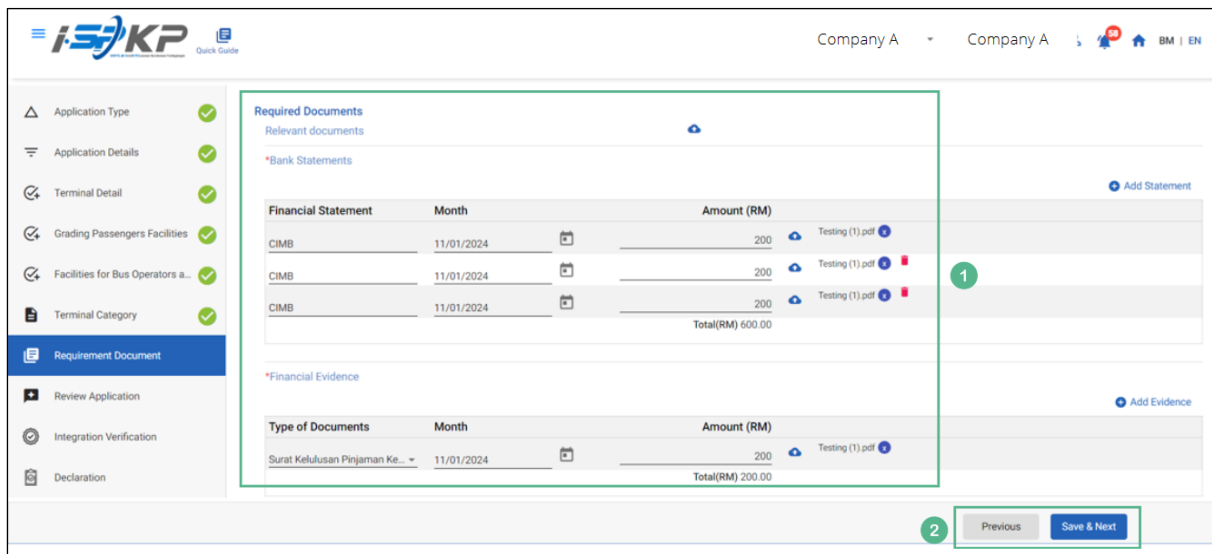 i-SPKP
Quick Guide
Company A
Company A
58
BM | EN
Application Type
Application Details
Terminal Detail
Grading Passengers Facilities
Facilities for Bus Operators a...
Terminal Category
Requirement Document
Review Application
Integration Verification
Declaration
Required Documents
Relevant documents
*Bank Statements
Add Statement
Financial Statement Month Amount (RM)
CIMB 11/01/2024 200 Testing (1).pdf x
CIMB 11/01/2024 200 Testing (1).pdf x
CIMB 11/01/2024 200 Testing (1).pdf x
Total(RM) 600.00
1
*Financial Evidence
Add Evidence
Type of Documents Month Amount (RM)
Surat Kelulusan Pinjaman Ke... 11/01/2024 200 Testing (1).pdf x
Total(RM) 200.00
2
Previous
Save & Next